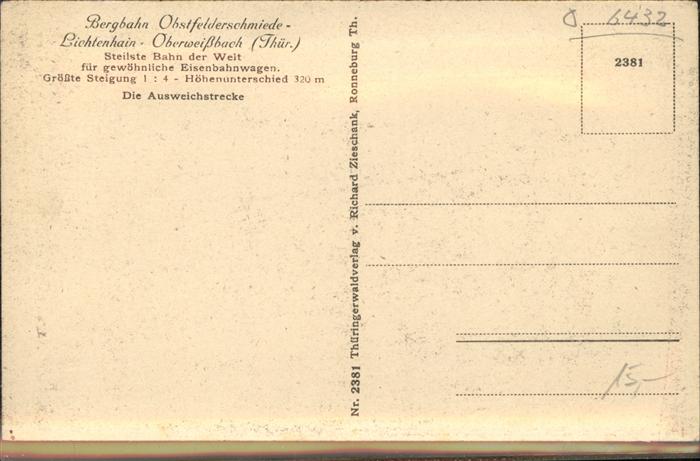 Bergbahn Obstfelderschmiede -
Lichtenhain - Oberweißbach (Thür.)
Steilste Bahn der Welt
für gewöhnliche Eisenbahnwagen.
Größte Steigung 1 : 4 - Höhenunterschied 320 m
Die Ausweichstrecke
Nr. 2381 Thüringerwaldverlag v. Richard Zieschank, Ronneburg Th.
6432
2381
15,-